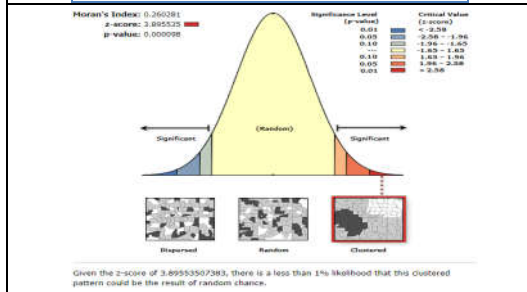 Moran's Index: 0.260281
z-score: 3.895535
p-value: 0.000098
Significance Level
(p-value)
Critical Value
(z-score)
0.01 < -2.58
0.05 -2.58 - -1.96
0.10 -1.96 - -1.65
--- -1.65 - 1.65
0.10 1.65 - 1.96
0.05 1.96 - 2.58
0.01 > 2.58
Significant
(Random)
Significant
Dispersed
Random
Clustered
Given the z-score of 3.89553507383, there is a less than 1% likelihood that this clustered
pattern could be the result of random chance.